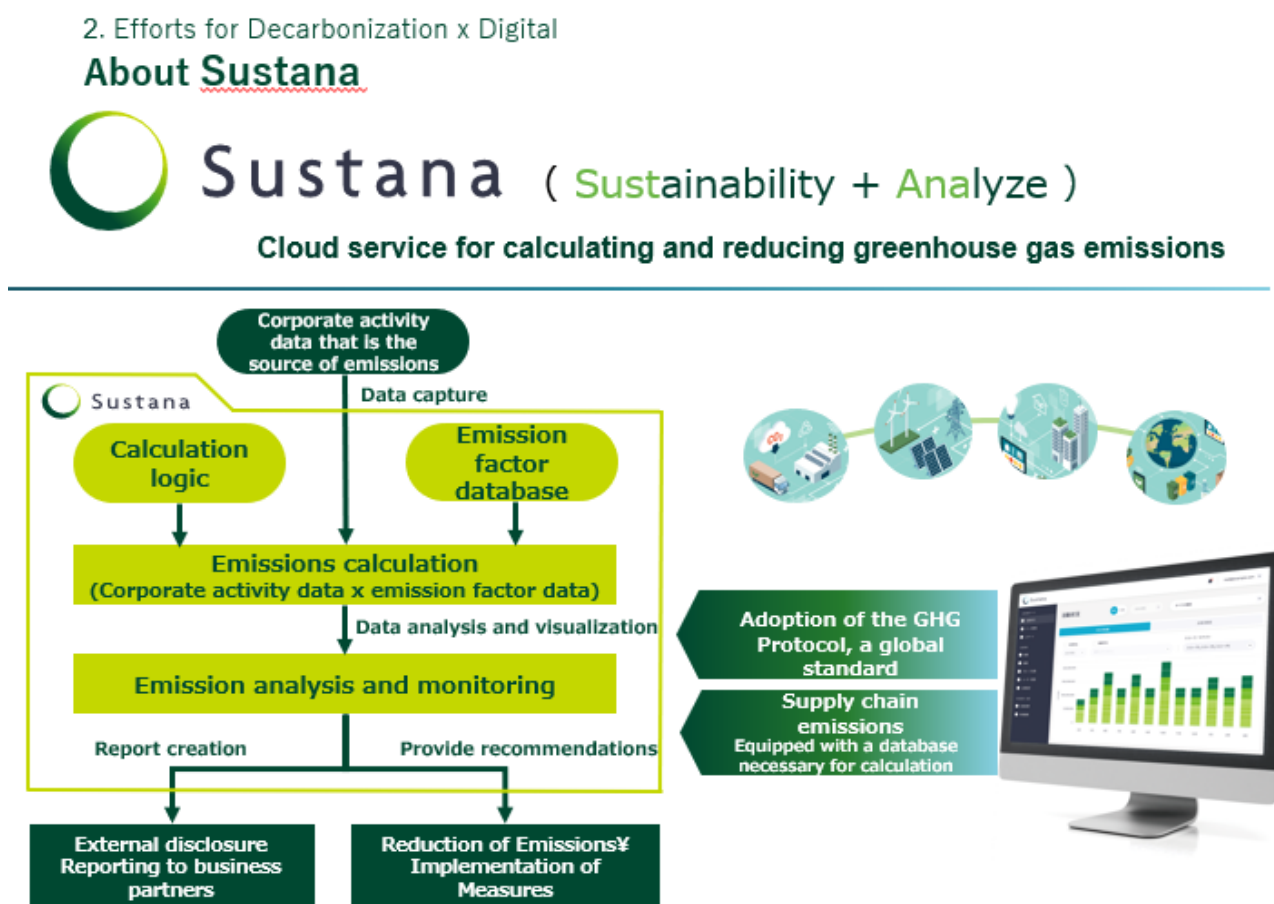 2. Efforts for Decarbonization x Digital
About Sustana
Sustana ( Sustainability + Analyze )
Cloud service for calculating and reducing greenhouse gas emissions
Corporate activity
data that is the
source of emissions
Data capture
Sustana
Calculation
logic
Emission
factor
database
Emissions calculation
(Corporate activity data x emission factor data)
Data analysis and visualization
Emission analysis and monitoring
Report creation
Provide recommendations
External disclosure
Reporting to business
partners
Reduction of Emissions¥
Implementation of
Measures
CO₂
Adoption of the GHG
Protocol, a global
standard
Supply chain
emissions
Equipped with a database
necessary for calculation